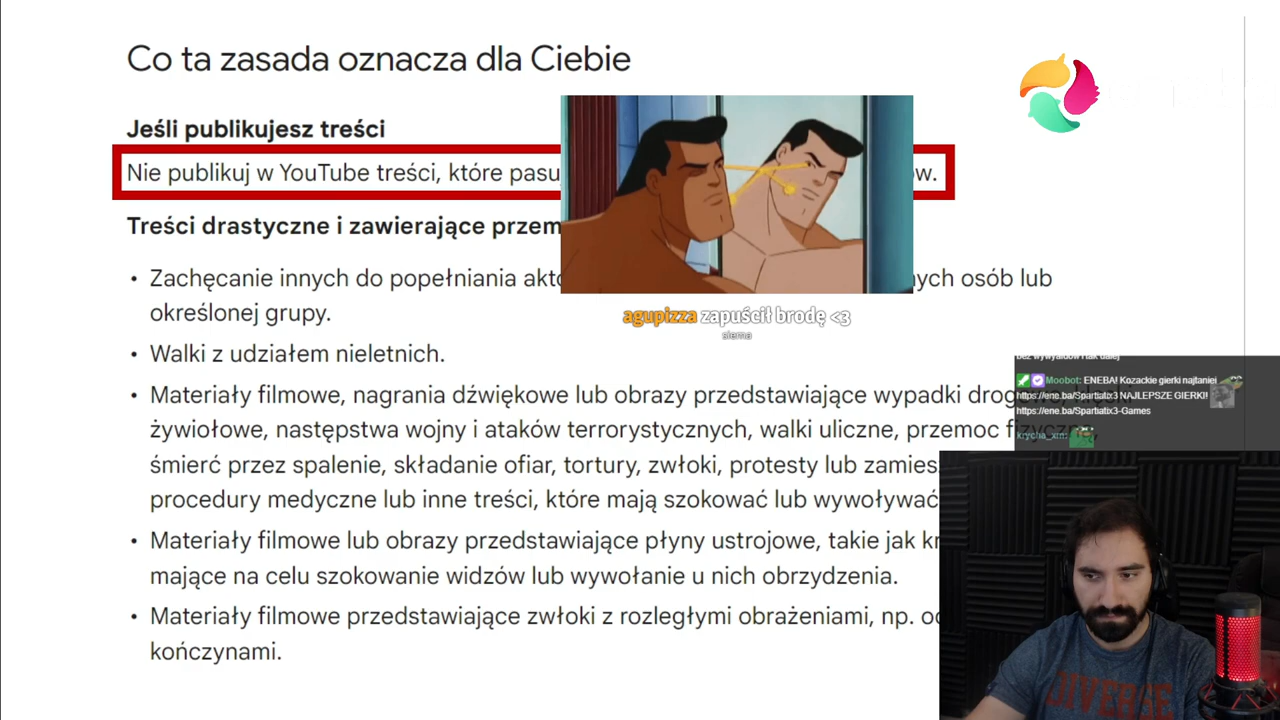 Co ta zasada oznacza dla Ciebie
Jeśli publikujesz treści
Nie publikuj w YouTube treści, które pasu
w.
Treści drastyczne i zawierające przem
agupizza zapuścił brodę <3
siema
• Zachęcanie innych do popełniania akt
nych osób lub
określonej grupy.
• Walki z udziałem nieletnich.
• Materiały filmowe, nagrania dźwiękowe lub obrazy przedstawiające wypadki drog
żywiołowe, następstwa wojny i ataków terrorystycznych, walki uliczne, przemoc fizyczną,
śmierć przez spalenie, składanie ofiar, tortury, zwłoki, protesty lub zamies
procedury medyczne lub inne treści, które mają szokować lub wywoływać
• Materiały filmowe lub obrazy przedstawiające płyny ustrojowe, takie jak kr
mające na celu szokowanie widzów lub wywołanie u nich obrzydzenia.
• Materiały filmowe przedstawiające zwłoki z rozległymi obrażeniami, np. oc
kończynami.
Moobot: ENEBA! Kozackie gierki najtaniej
https://ene.ba/Spartiatix3 NAJLEPSZE GIERKI!
https://ene.ba/Spartiatix3-Games
krycha_xm:
DIVERSE